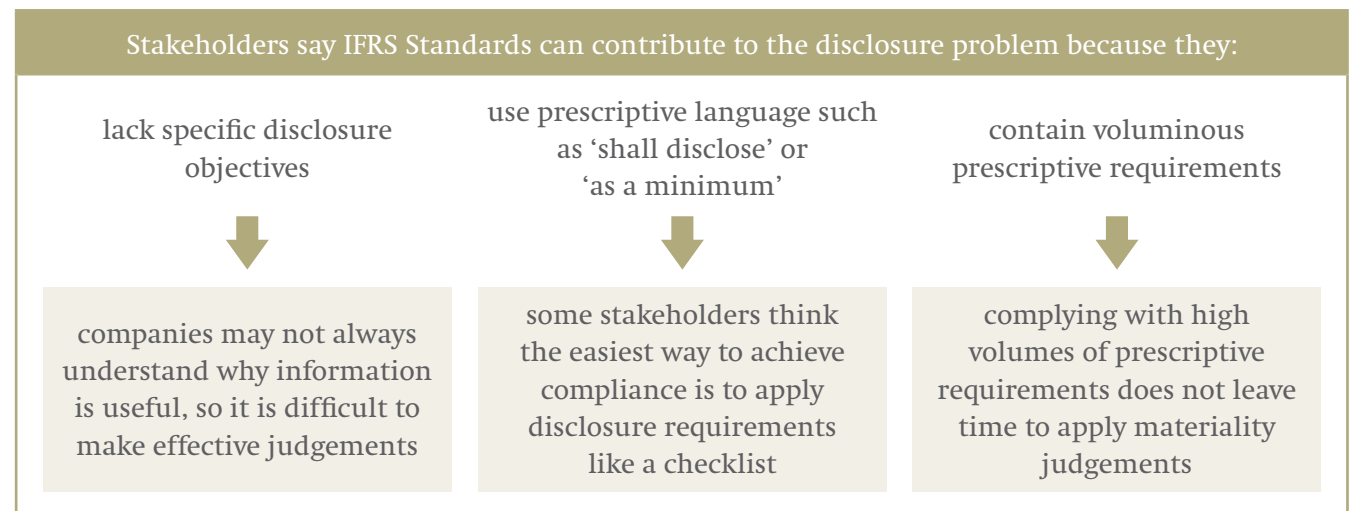 Stakeholders say IFRS Standards can contribute to the disclosure problem because they:
lack specific disclosure
objectives
companies may not always
understand why information
is useful, so it is difficult to
make effective judgements
use prescriptive language such
as ‘shall disclose’ or
‘as a minimum’
some stakeholders think
the easiest way to achieve
compliance is to apply
disclosure requirements
like a checklist
contain voluminous
prescriptive requirements
complying with high
volumes of prescriptive
requirements does not leave
time to apply materiality
judgements